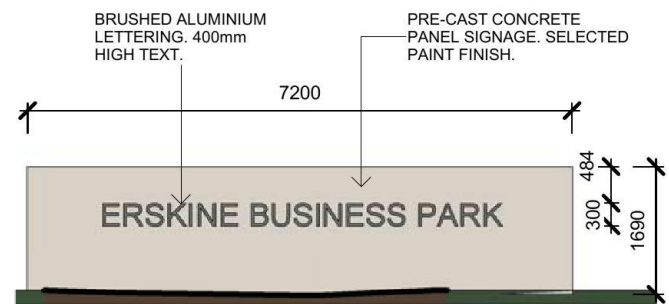 BRUSHED ALUMINIUM
LETTERING. 400mm
HIGH TEXT.
PRE-CAST CONCRETE
PANEL SIGNAGE. SELECTED
PAINT FINISH.
7200
484
300
1690
ERSKINE BUSINESS PARK